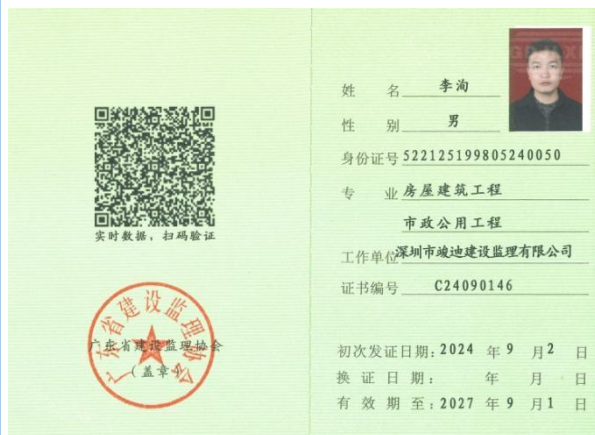 实时数据，扫码验证
广东省建设监理协会
广东省建设监理协会
（盖章）
姓 名 李洵
性 别 男
身份证号 522125199805240050
专 业 房屋建筑工程
市政公用工程
工作单位 深圳市竣迪建设监理有限公司
证书编号 C24090146
初次发证日期：2024 年 9 月 2 日
换 证 日 期： 年 月 日
有 效 期 至：2027 年 9 月 1 日